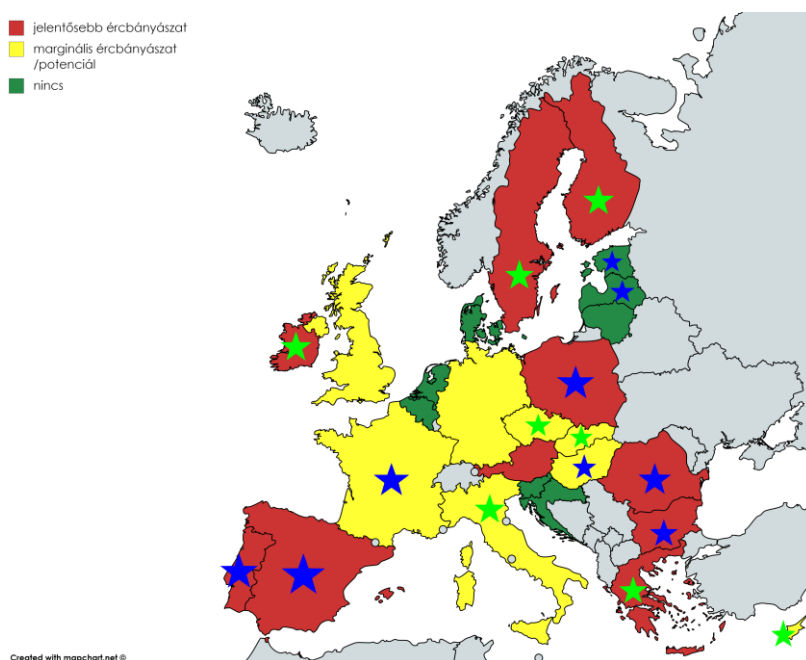 jelentősebb ércbányászat
marginális ércbányászat
/potenciál
nincs
Created with mapchart.net ©